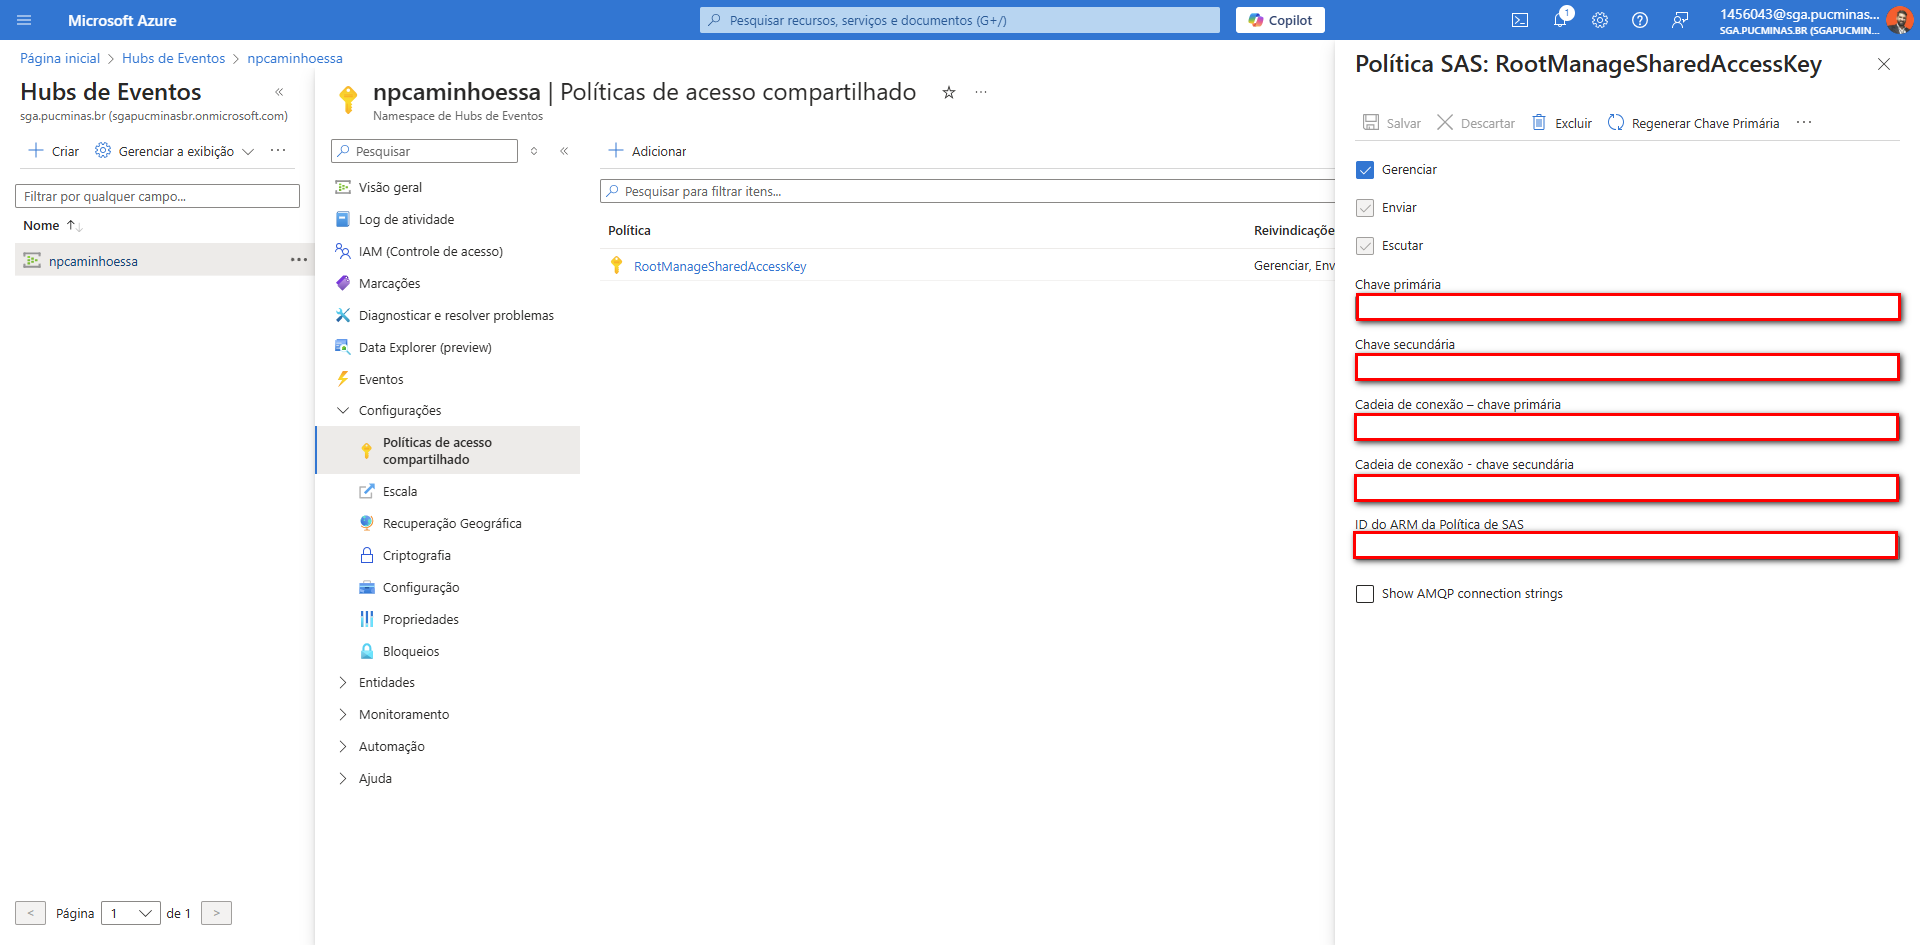 Microsoft Azure
Pesquisar recursos, serviços e documentos (G+/)
Copilot
1
1456043@sga.pucminas...
SGA.PUCMINAS.BR (SGAPUCMIN...
Página inicial > Hubs de Eventos > npcaminhoessa
Hubs de Eventos
sga.pucminas.br (sgapucminasbr.onmicrosoft.com)
Criar
Gerenciar a exibição
Filtrar por qualquer campo...
Nome
npcaminhoessa
< Página 1 de 1 >
npcaminhoessa | Políticas de acesso compartilhado
Namespace de Hubs de Eventos
Pesquisar
Visão geral
Log de atividade
IAM (Controle de acesso)
Marcações
Diagnosticar e resolver problemas
Data Explorer (preview)
Eventos
Configurações
Políticas de acesso
compartilhado
Escala
Recuperação Geográfica
Criptografia
Configuração
Propriedades
Bloqueios
Entidades
Monitoramento
Automação
Ajuda
Adicionar
Pesquisar para filtrar itens...
Política Reivindicaçõe
RootManageSharedAccessKey Gerenciar, Env
Política SAS: RootManageSharedAccessKey
Salvar Descartar Excluir Regenerar Chave Primária
Gerenciar
Enviar
Escutar
Chave primária
Chave secundária
Cadeia de conexão – chave primária
Cadeia de conexão - chave secundária
ID do ARM da Política de SAS
Show AMQP connection strings